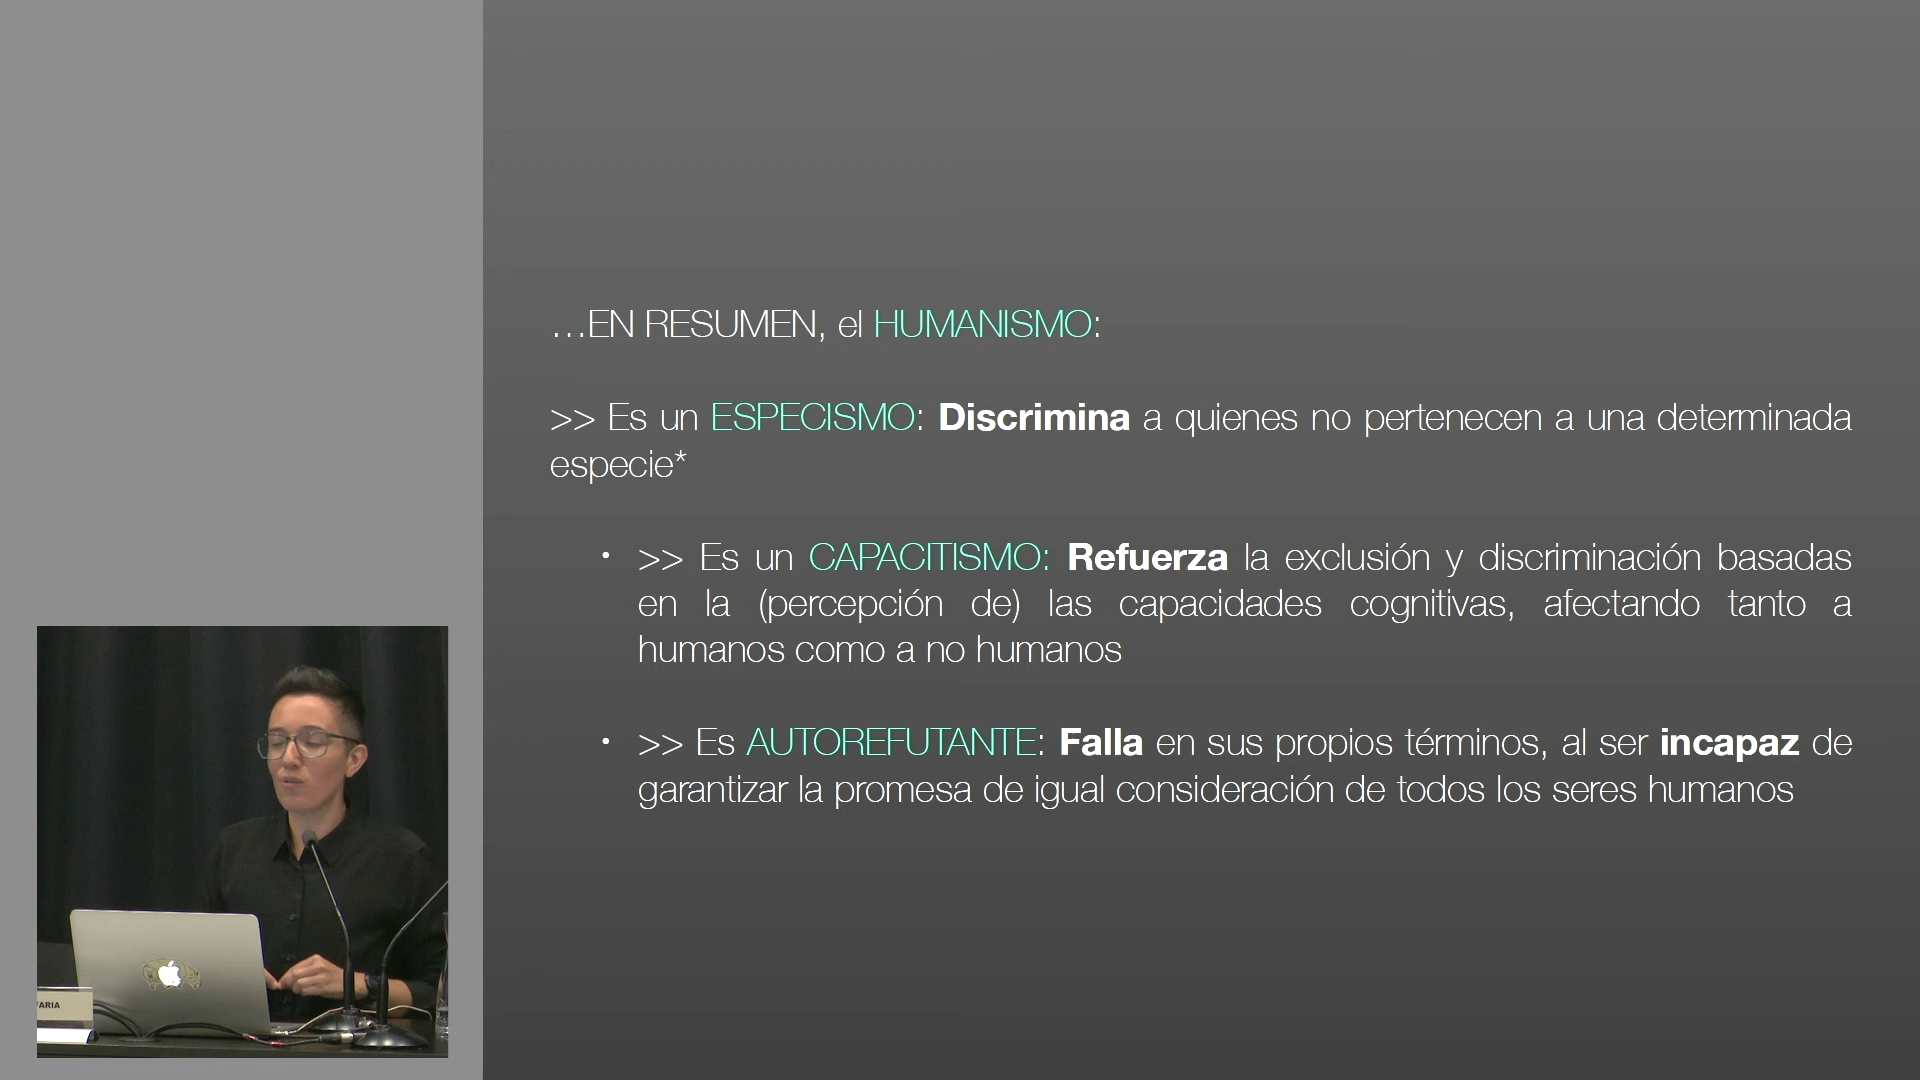 …EN RESUMEN, el HUMANISMO:
>> Es un ESPECISMO: Discrimina a quienes no pertenecen a una determinada
especie*
• >> Es un CAPACITISMO: Refuerza la exclusión y discriminación basadas
en la (percepción de) las capacidades cognitivas, afectando tanto a
humanos como a no humanos
• >> Es AUTOREFUTANTE: Falla en sus propios términos, al ser incapaz de
garantizar la promesa de igual consideración de todos los seres humanos
FARIA